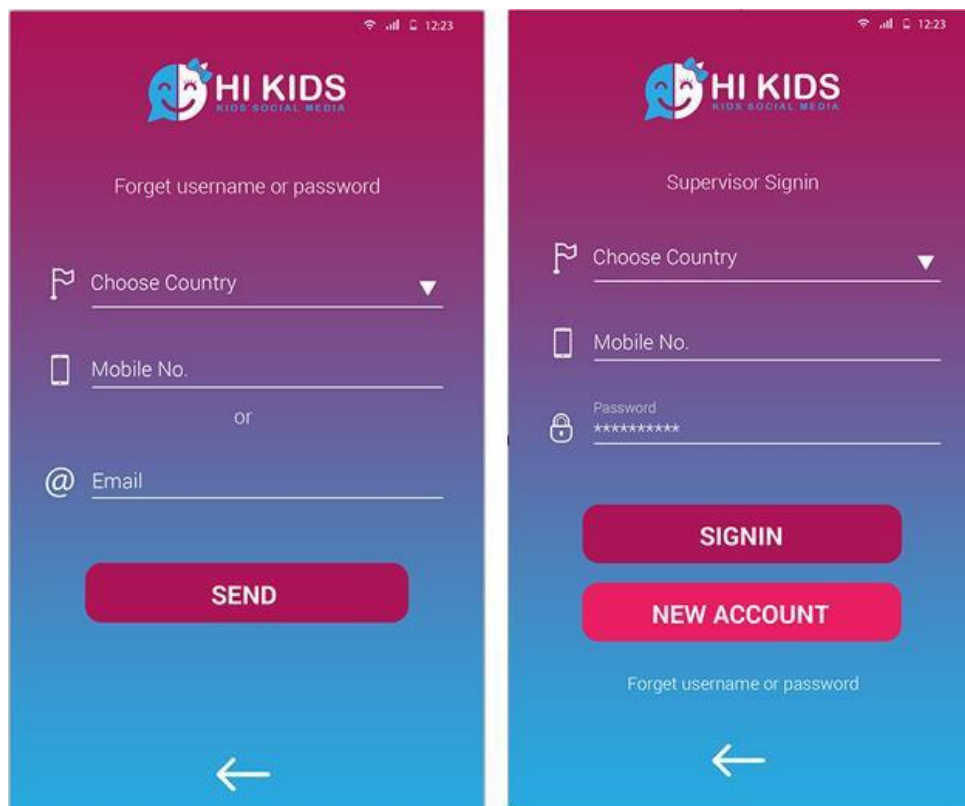 12:23
HI KIDS
KIDS SOCIAL MEDIA
Forget username or password
Choose Country
Mobile No.
or
@ Email
SEND
12:23
HI KIDS
KIDS SOCIAL MEDIA
Supervisor Signin
Choose Country
Mobile No.
Password
**********
SIGNIN
NEW ACCOUNT
Forget username or password